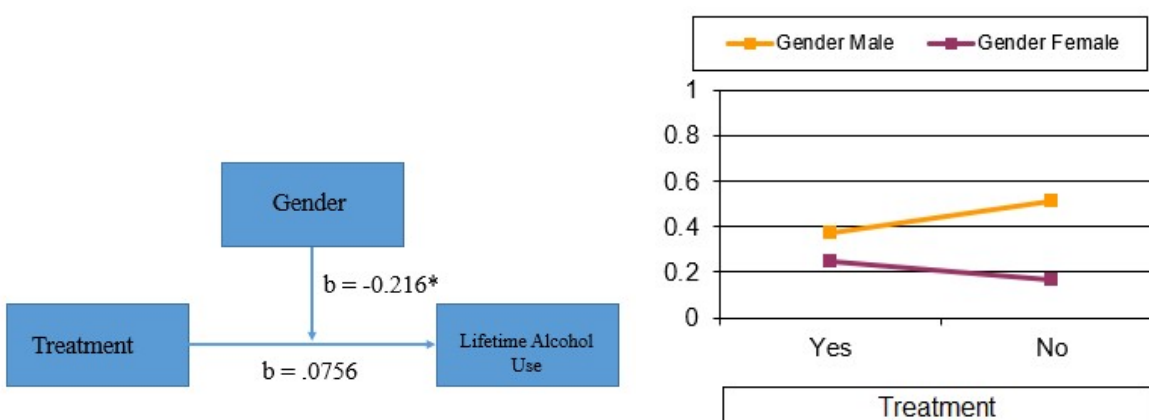 Gender
b = -0.216*
Treatment
Lifetime Alcohol
Use
b = .0756
Gender Male Gender Female
1
0.8
0.6
0.4
0.2
0
Yes No
Treatment